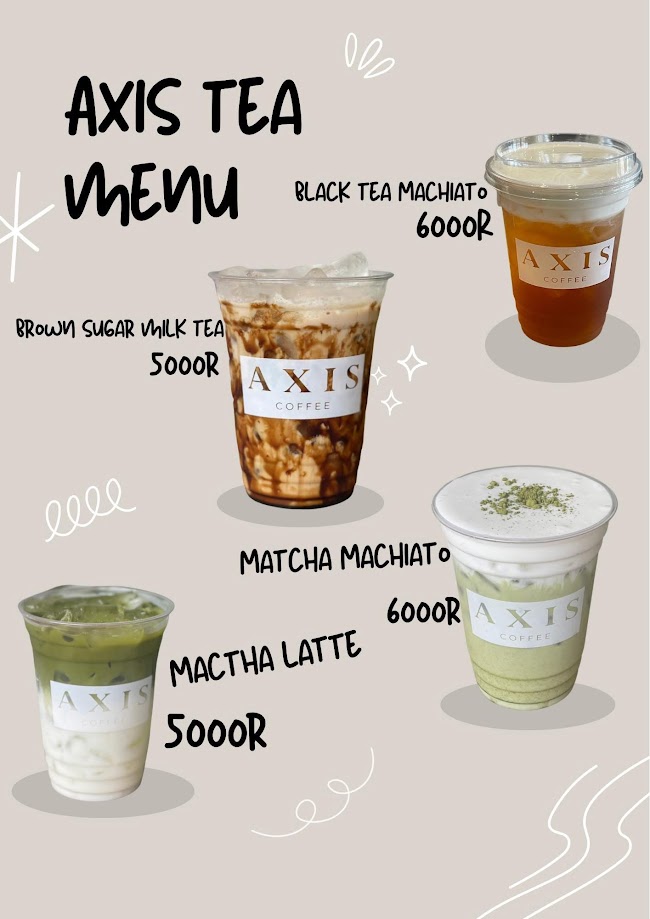 AXIS TEA
MENU
BLACK TEA MACHIATO
6000R
AXIS
COFFEE
BROWN SUGAR MILK TEA
5000R
AXIS
COFFEE
MATCHA MACHIATO
6000R
AXIS
COFFEE
MACTHA LATTE
5000R
AXIS
COFFEE